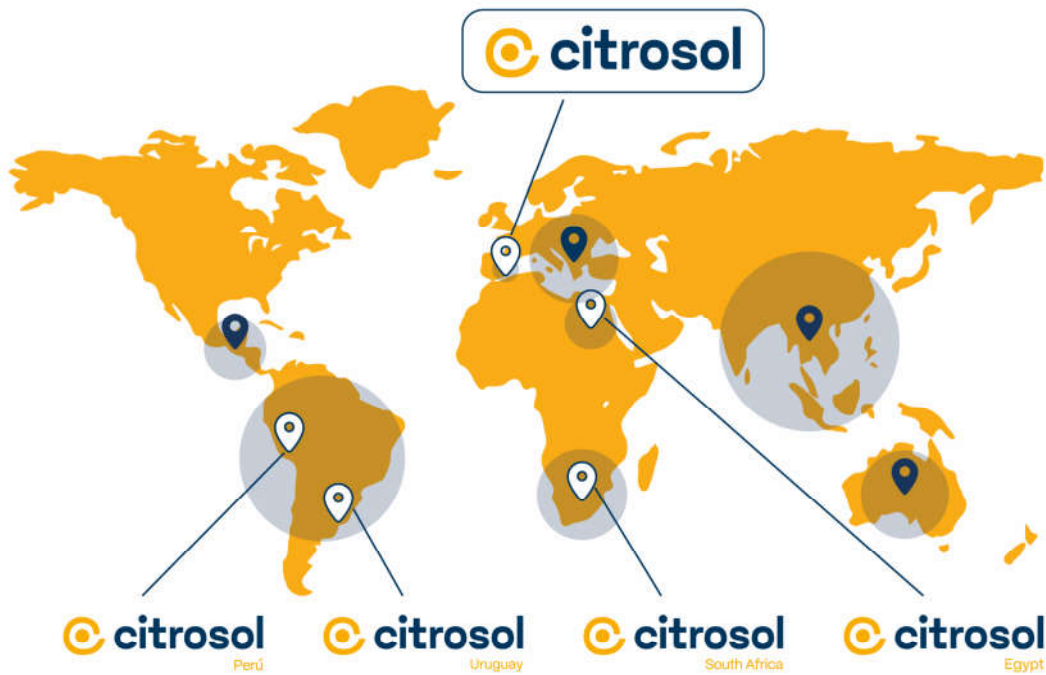 citrosol
citrosol
Perú
citrosol
Uruguay
citrosol
South Africa
citrosol
Egypt